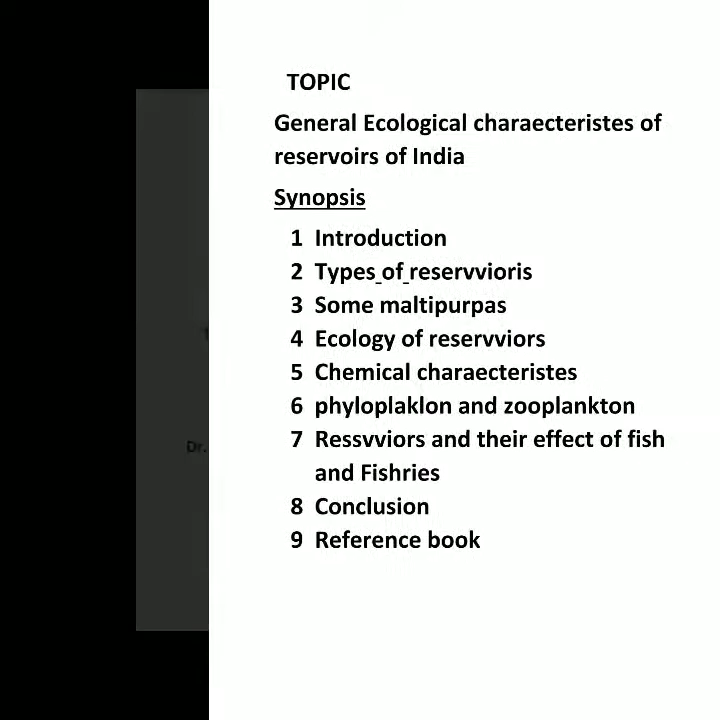 TOPIC
General Ecological charaecteristes of
reservoirs of India
Synopsis
1 Introduction
2 Types of reservvioris
3 Some maltipurpas
4 Ecology of reservviors
5 Chemical charaecteristes
6 phyloplaklon and zooplankton
7 Ressvviors and their effect of fish
and Fishries
8 Conclusion
9 Reference book
Dr.